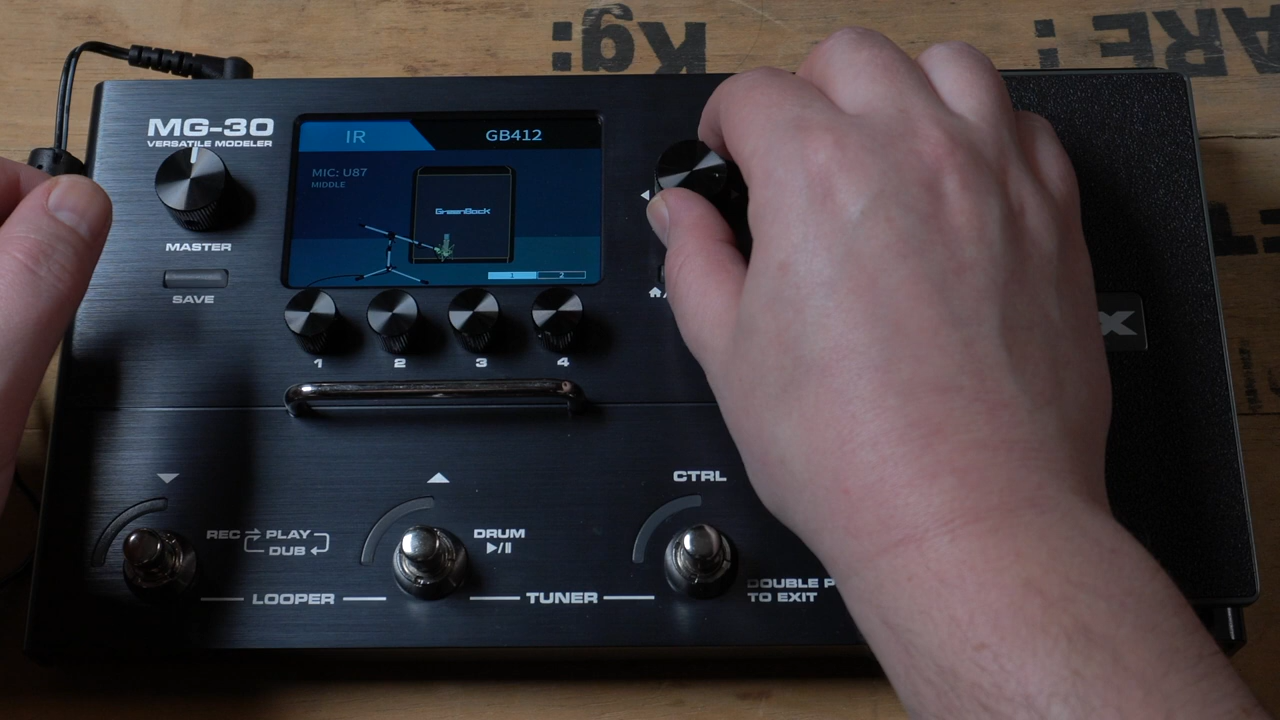 Kg:
ARE :
MG-30
VERSATILE MODELER
IR
GB412
MIC: U87
MIDDLE
GreenBack
1
2
MASTER
SAVE
1
2
3
4
X
CTRL
REC
PLAY
DUB
DRUM
LOOPER
TUNER
DOUBLE P
TO EXIT